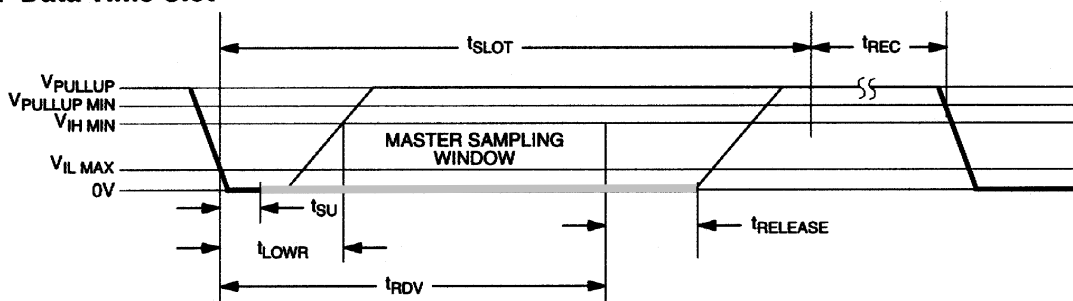 Data Time Slot
tSLOT
tREC
VPULLUP
VPULLUP MIN
VIH MIN
MASTER SAMPLING
WINDOW
VIL MAX
0V
tSU
tRELEASE
tLOWR
tRDV